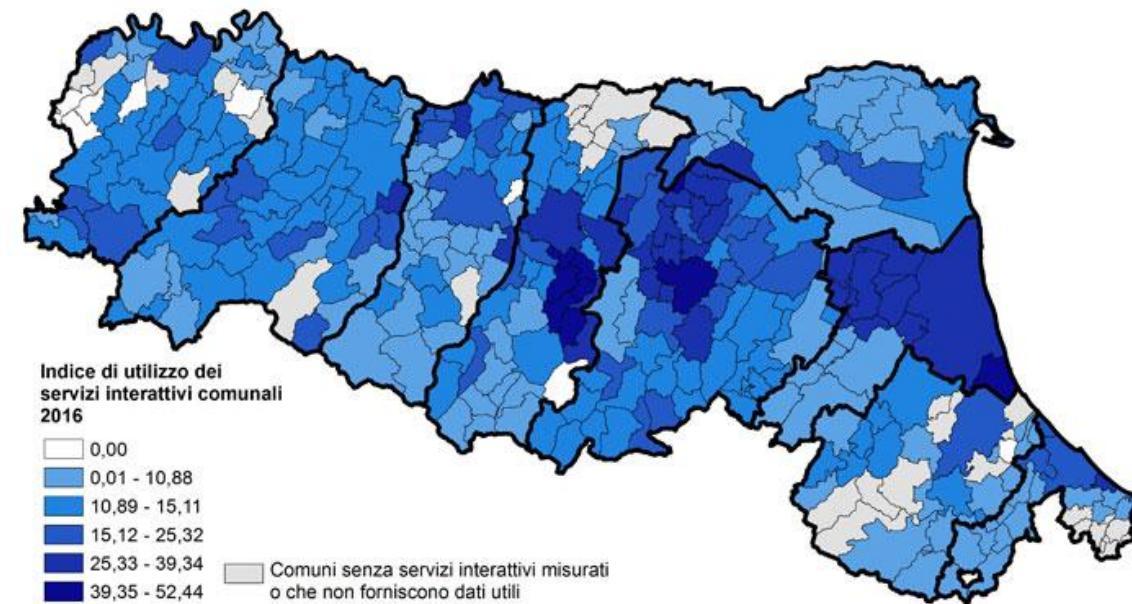 Indice di utilizzo dei
servizi interattivi comunali
2016
0,00
0,01 - 10,88
10,89 - 15,11
15,12 - 25,32
25,33 - 39,34
39,35 - 52,44
Comuni senza servizi interattivi misurati
o che non forniscono dati utili